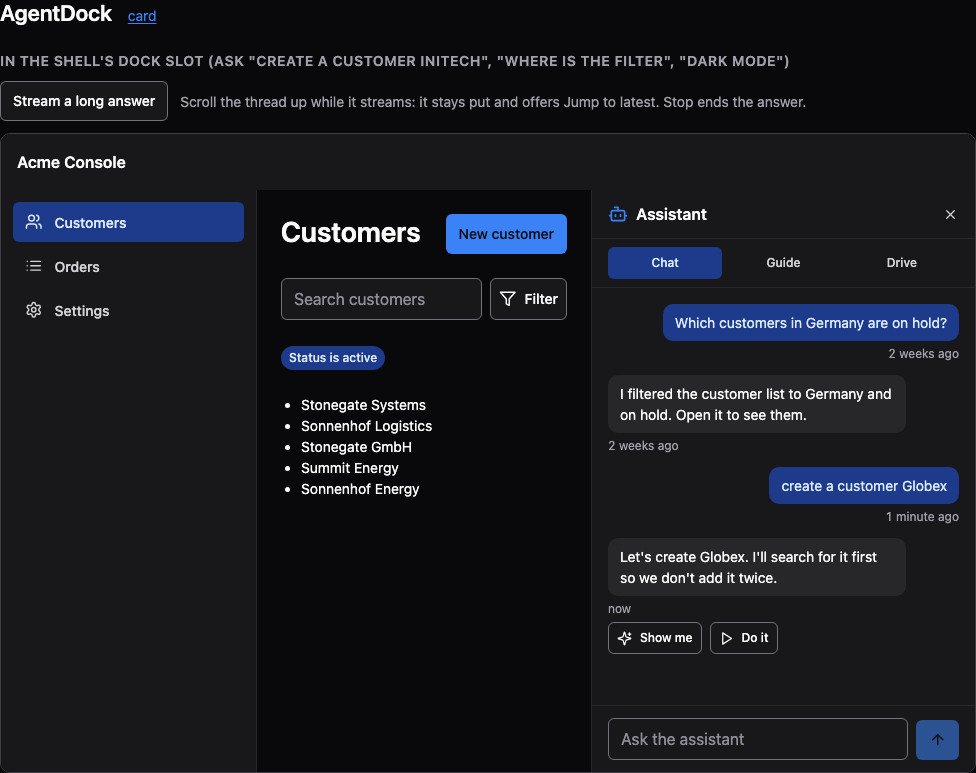 AgentDock card
IN THE SHELL'S DOCK SLOT (ASK "CREATE A CUSTOMER INITECH", "WHERE IS THE FILTER", "DARK MODE")
Stream a long answer
Scroll the thread up while it streams: it stays put and offers Jump to latest. Stop ends the answer.
Acme Console
Customers
Orders
Settings
Customers
New customer
Search customers
Filter
Status is active
Stonegate Systems
Sonnenhof Logistics
Stonegate GmbH
Summit Energy
Sonnenhof Energy
Assistant
Chat
Guide
Drive
Which customers in Germany are on hold?
2 weeks ago
I filtered the customer list to Germany and
on hold. Open it to see them.
2 weeks ago
create a customer Globex
1 minute ago
Let's create Globex. I'll search for it first
so we don't add it twice.
now
Show me
Do it
Ask the assistant